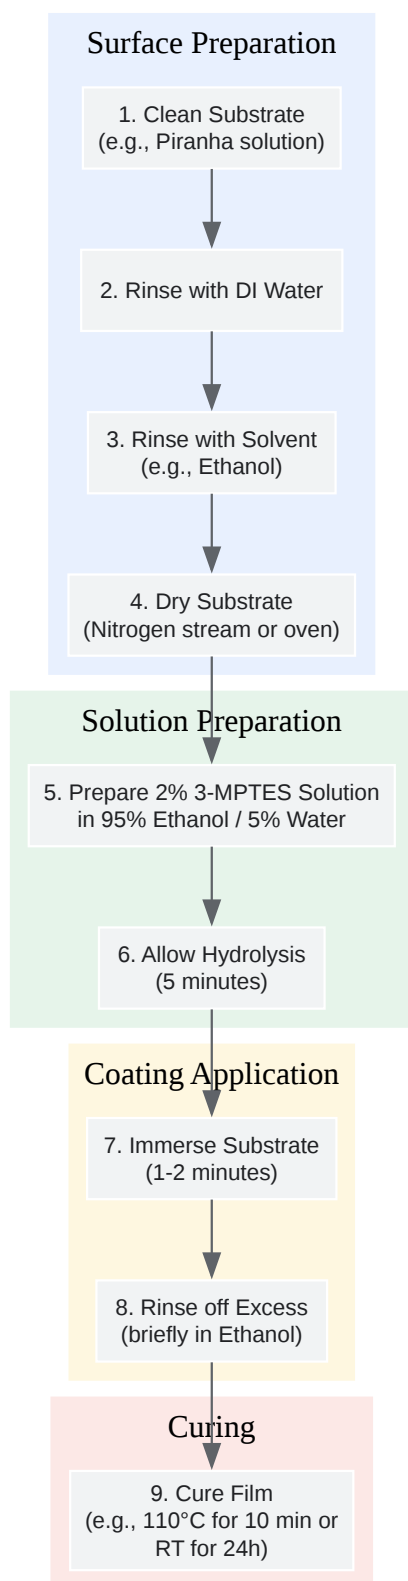 Surface Preparation
1. Clean Substrate
(e.g., Piranha solution)
2. Rinse with DI Water
3. Rinse with Solvent
(e.g., Ethanol)
4. Dry Substrate
(Nitrogen stream or oven)
Solution Preparation
5. Prepare 2% 3-MPTES Solution
in 95% Ethanol / 5% Water
6. Allow Hydrolysis
(5 minutes)
Coating Application
7. Immerse Substrate
(1-2 minutes)
8. Rinse off Excess
(briefly in Ethanol)
Curing
9. Cure Film
(e.g., 110°C for 10 min or
RT for 24h)